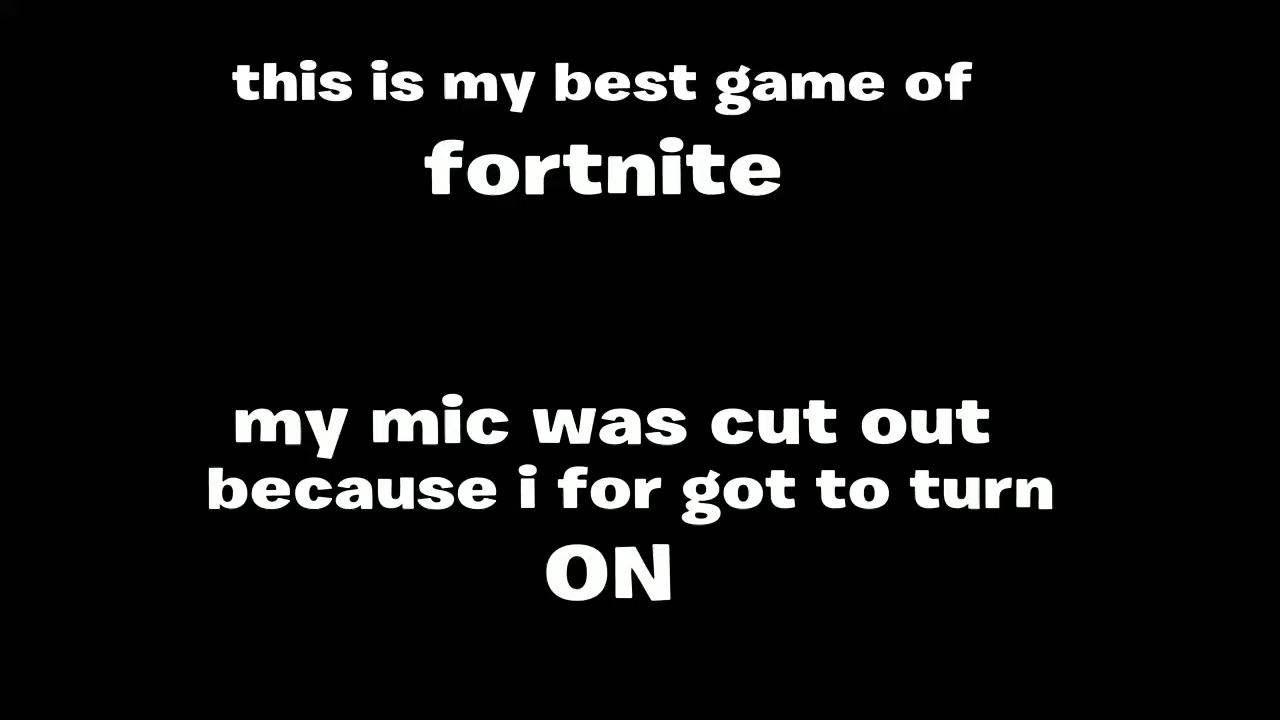 this is my best game of
fortnite
my mic was cut out
because i for got to turn
ON